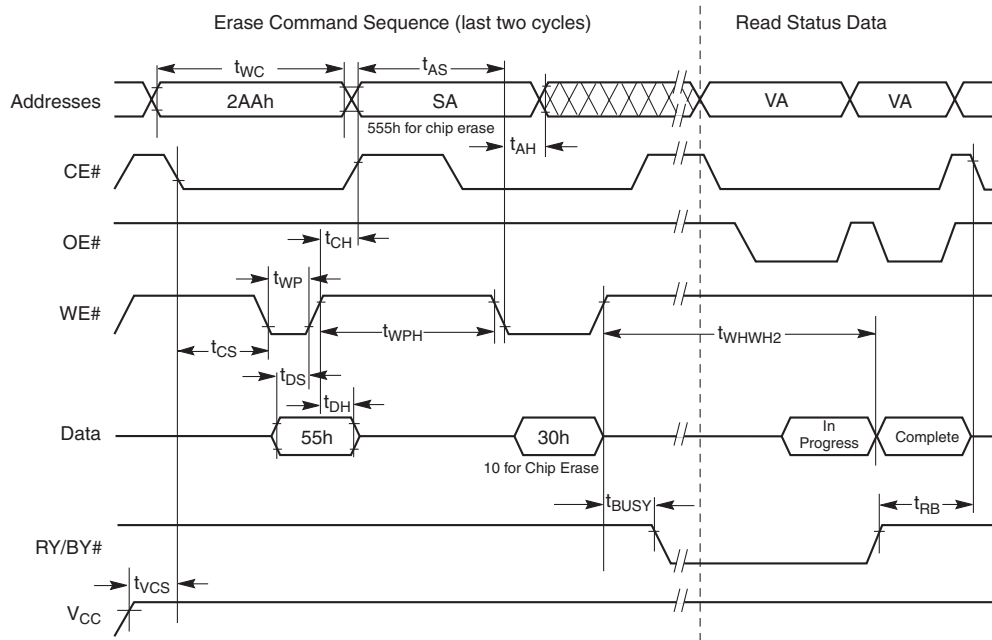 Erase Command Sequence (last two cycles)
Read Status Data
tWC
tAS
Addresses
2AAh
SA
VA
VA
555h for chip erase
tAH
CE#
OE#
tCH
tWP
WE#
tWPH
tWHWH2
tCS
tDS
tDH
Data
55h
30h
In
Progress
Complete
10 for Chip Erase
tBUSY
tRB
RY/BY#
tVCS
VCC